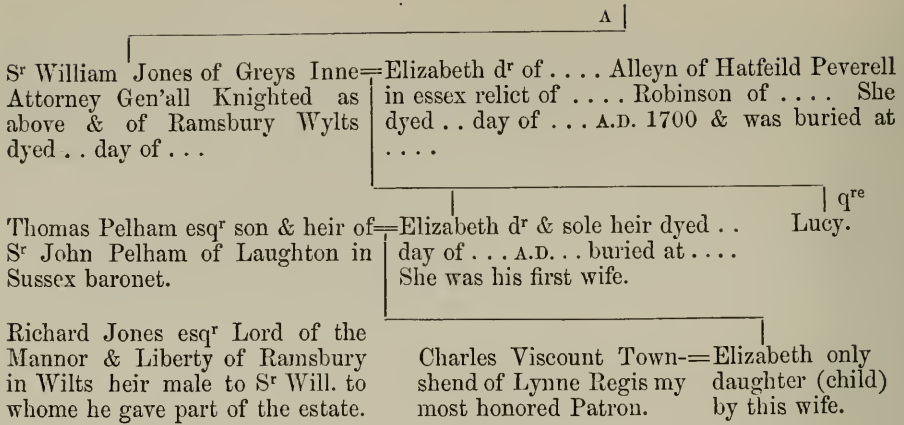 A
Sʳ William Jones of Greys Inne=
Attorney Gen'all Knighted as
above & of Ramsbury Wylts
dyed . . day of . . .
Elizabeth dʳ of . . . . Alleyn of Hatfeild Peverell
in essex relict of . . . . Robinson of . . . . She
dyed . . day of . . . A.D. 1700 & was buried at
. . . .
Thomas Pelham esqʳ son & heir of=
Sʳ John Pelham of Laughton in
Sussex baronet.
Elizabeth dʳ & sole heir dyed . .
day of . . . A.D. . . buried at . . . .
She was his first wife.
qʳᵉ
Lucy.
Richard Jones esqʳ Lord of the
Mannor & Liberty of Ramsbury
in Wilts heir male to Sʳ Will. to
whome he gave part of the estate.
Charles Viscount Town-=
shend of Lynne Regis my
most honored Patron.
Elizabeth only
daughter (child)
by this wife.